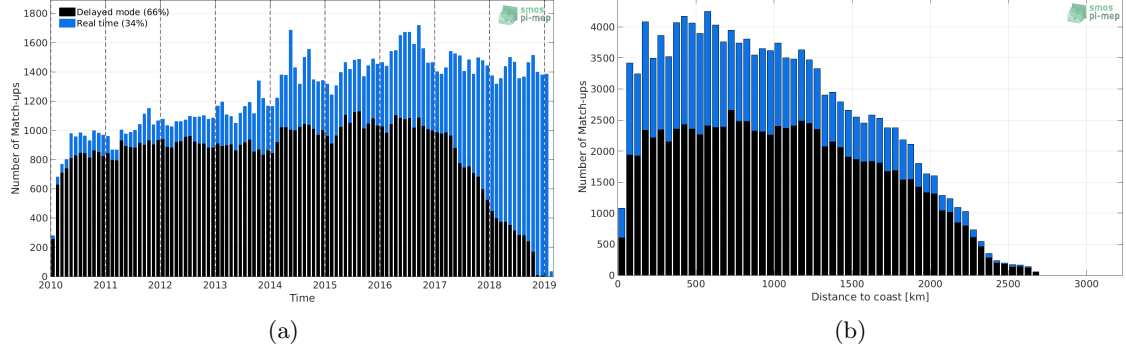 Delayed mode (66%)
Real time (34%)
smos
pi-mep
Number of Match-ups
1800
1600
1400
1200
1000
800
600
400
200
0
2010 2011 2012 2013 2014 2015 2016 2017 2018 2019
Time
(a)
smos
pi-mep
Number of Match-ups
4000
3500
3000
2500
2000
1500
1000
500
0
0 500 1000 1500 2000 2500 3000
Distance to coast [km]
(b)